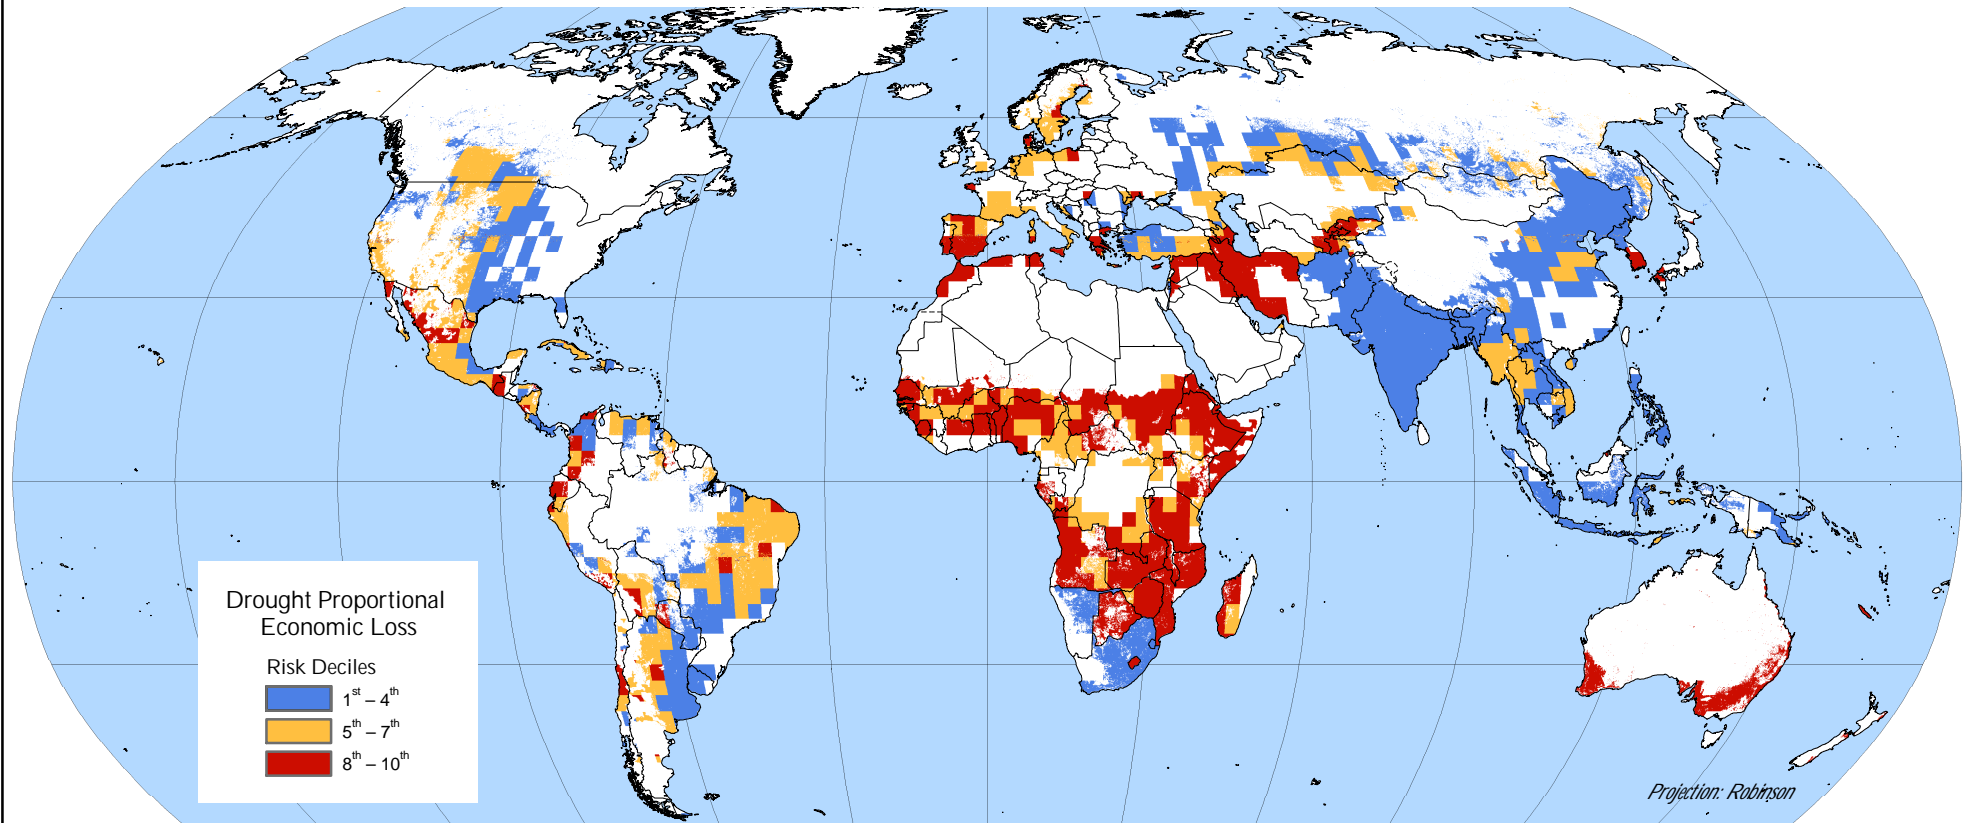 Drought Proportional
Economic Loss
Risk Deciles
1st – 4th
5th – 7th
8th – 10th
Projection: Robinson